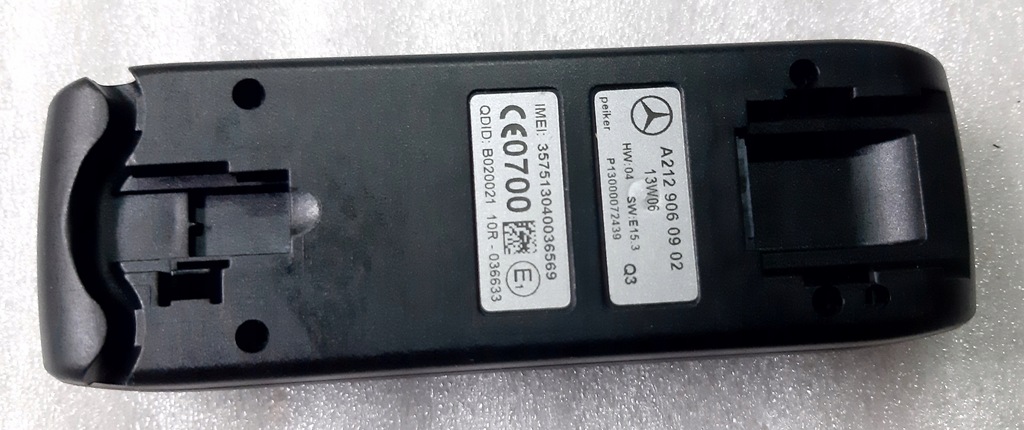 IMEI: 357513040036569
CE0700
E1
QDID: B020021 10R - 036633
A212 906 09 02
13W06
HW:04 SW:E15.3 Q3
peiker P13000072439